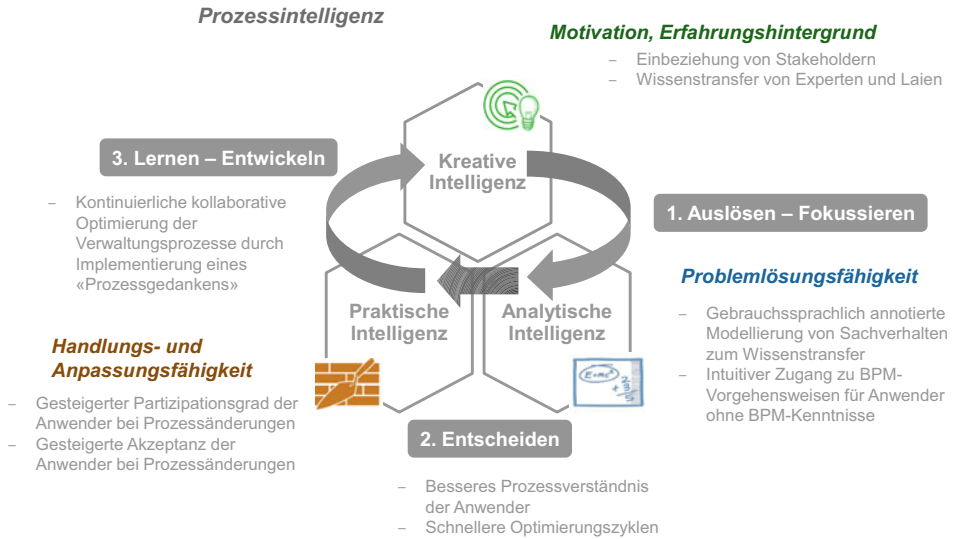 Prozessintelligenz
Motivation, Erfahrungshintergrund
– Einbeziehung von Stakeholdern
– Wissenstransfer von Experten und Laien
Kreative
Intelligenz
3. Lernen – Entwickeln
– Kontinuierliche kollaborative
Optimierung der
Verwaltungsprozesse durch
Implementierung eines
«Prozessgedankens»
1. Auslösen – Fokussieren
Problemlösungsfähigkeit
– Gebrauchssprachlich annotierte
Modellierung von Sachverhalten
zum Wissenstransfer
– Intuitiver Zugang zu BPM-
Vorgehensweisen für Anwender
ohne BPM-Kenntnisse
Praktische
Intelligenz
Analytische
Intelligenz
Handlungs- und
Anpassungsfähigkeit
– Gesteigerter Partizipationsgrad der
Anwender bei Prozessänderungen
– Gesteigerte Akzeptanz der
Anwender bei Prozessänderungen
E=mc²
2. Entscheiden
– Besseres Prozessverständnis
der Anwender
– Schnellere Optimierungszyklen